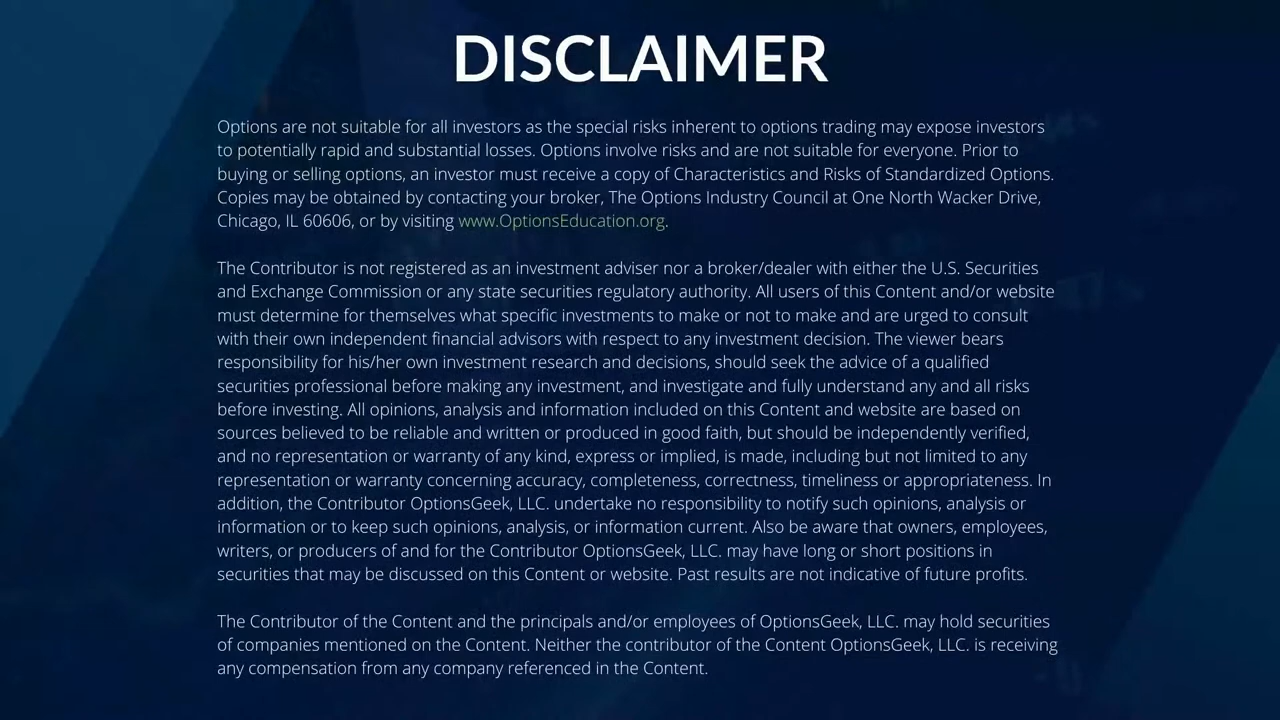 DISCLAIMER
Options are not suitable for all investors as the special risks inherent to options trading may expose investors
to potentially rapid and substantial losses. Options involve risks and are not suitable for everyone. Prior to
buying or selling options, an investor must receive a copy of Characteristics and Risks of Standardized Options.
Copies may be obtained by contacting your broker, The Options Industry Council at One North Wacker Drive,
Chicago, IL 60606, or by visiting www.OptionsEducation.org.
The Contributor is not registered as an investment adviser nor a broker/dealer with either the U.S. Securities
and Exchange Commission or any state securities regulatory authority. All users of this Content and/or website
must determine for themselves what specific investments to make or not to make and are urged to consult
with their own independent financial advisors with respect to any investment decision. The viewer bears
responsibility for his/her own investment research and decisions, should seek the advice of a qualified
securities professional before making any investment, and investigate and fully understand any and all risks
before investing. All opinions, analysis and information included on this Content and website are based on
sources believed to be reliable and written or produced in good faith, but should be independently verified,
and no representation or warranty of any kind, express or implied, is made, including but not limited to any
representation or warranty concerning accuracy, completeness, correctness, timeliness or appropriateness. In
addition, the Contributor OptionsGeek, LLC. undertake no responsibility to notify such opinions, analysis or
information or to keep such opinions, analysis, or information current. Also be aware that owners, employees,
writers, or producers of and for the Contributor OptionsGeek, LLC. may have long or short positions in
securities that may be discussed on this Content or website. Past results are not indicative of future profits.
The Contributor of the Content and the principals and/or employees of OptionsGeek, LLC. may hold securities
of companies mentioned on the Content. Neither the contributor of the Content OptionsGeek, LLC. is receiving
any compensation from any company referenced in the Content.